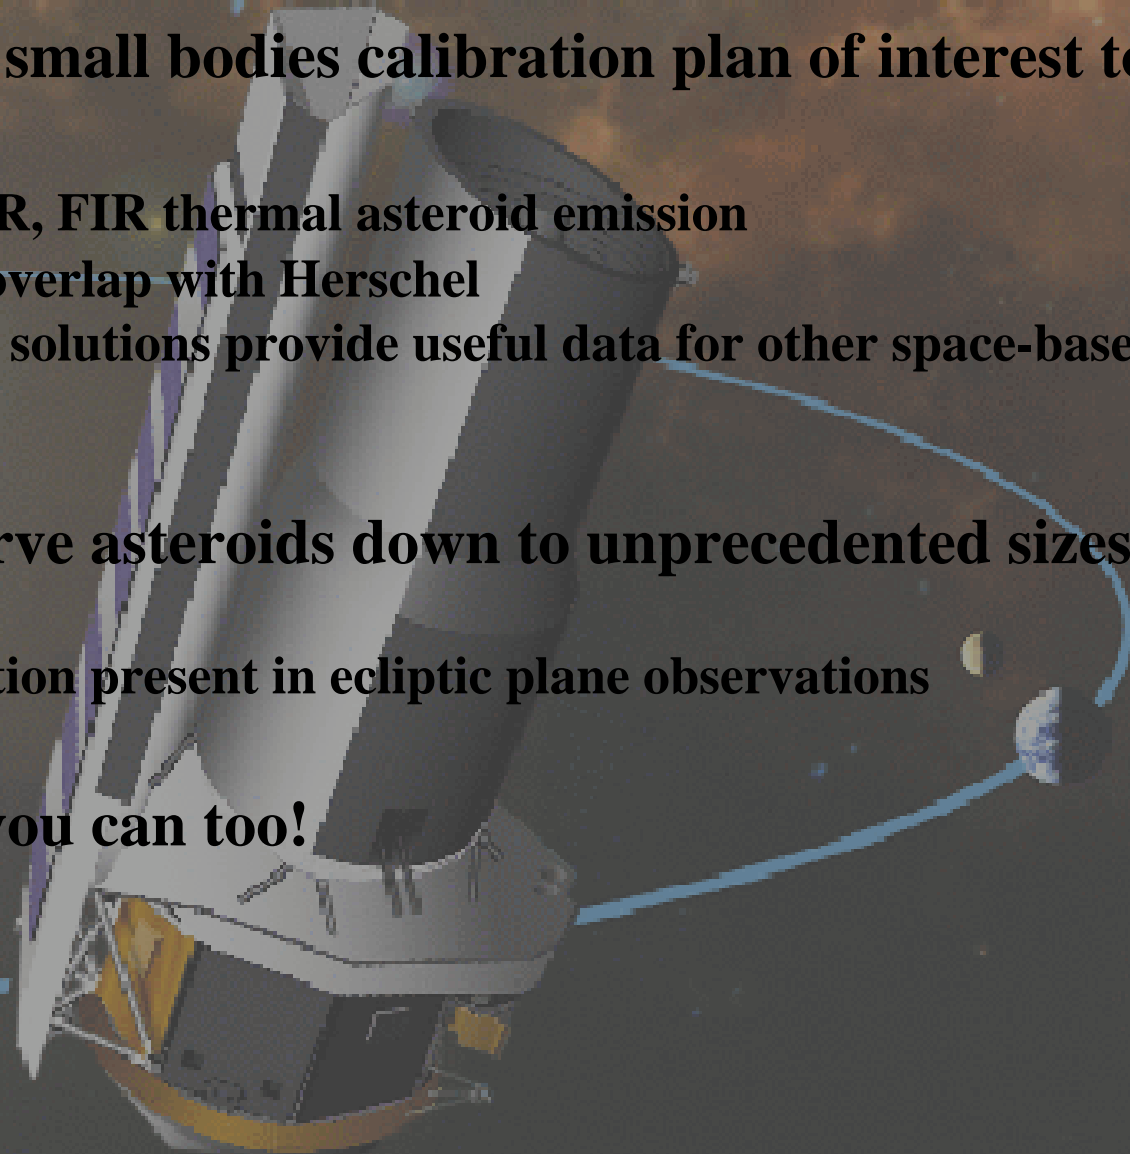 small bodies calibration plan of interest to
R, FIR thermal asteroid emission
overlap with Herschel
solutions provide useful data for other space-base
rve asteroids down to unprecedented sizes
tion present in ecliptic plane observations
you can too!